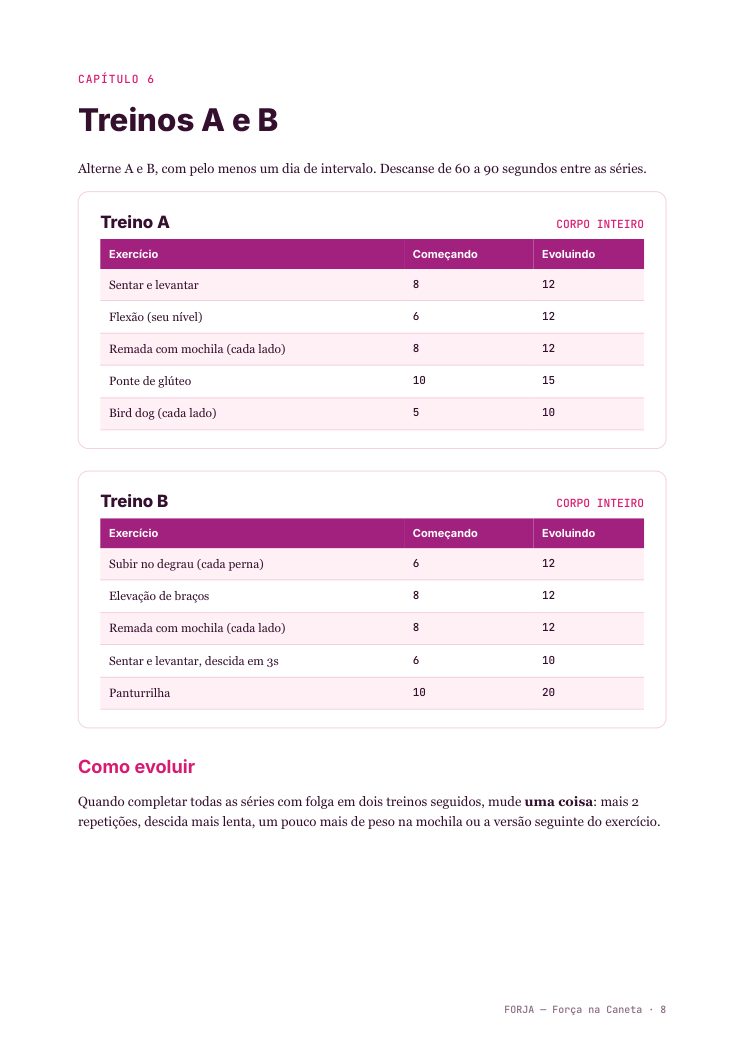 CAPÍTULO 6
Treinos A e B
Alterne A e B, com pelo menos um dia de intervalo. Descanse de 60 a 90 segundos entre as séries.
Treino A CORPO INTEIRO
Exercício Começando Evoluindo
Sentar e levantar 8 12
Flexão (seu nível) 6 12
Remada com mochila (cada lado) 8 12
Ponte de glúteo 10 15
Bird dog (cada lado) 5 10
Treino B CORPO INTEIRO
Exercício Começando Evoluindo
Subir no degrau (cada perna) 6 12
Elevação de braços 8 12
Remada com mochila (cada lado) 8 12
Sentar e levantar, descida em 3s 6 10
Panturrilha 10 20
Como evoluir
Quando completar todas as séries com folga em dois treinos seguidos, mude uma coisa: mais 2
repetições, descida mais lenta, um pouco mais de peso na mochila ou a versão seguinte do exercício.
FORJA — Força na Caneta · 8